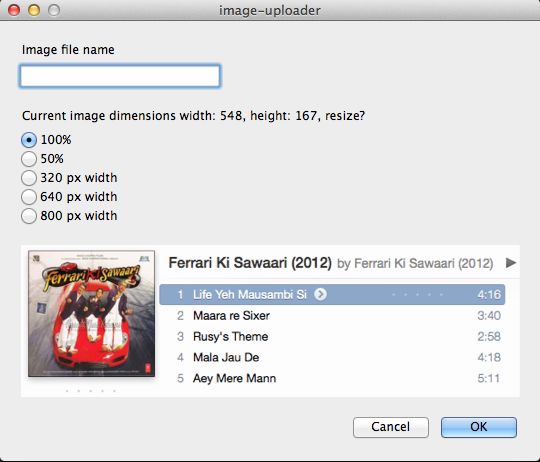 image-uploader
Image file name
Current image dimensions width: 548, height: 167, resize?
100%
50%
320 px width
640 px width
800 px width
Ferrari Ki Sawaari
Ferrari Ki Sawaari (2012) by Ferrari Ki Sawaari (2012)
1 Life Yeh Mausambi Si 4:16
2 Maara re Sixer 3:40
3 Rusy's Theme 2:58
4 Mala Jau De 4:18
5 Aey Mere Mann 5:11
Cancel OK